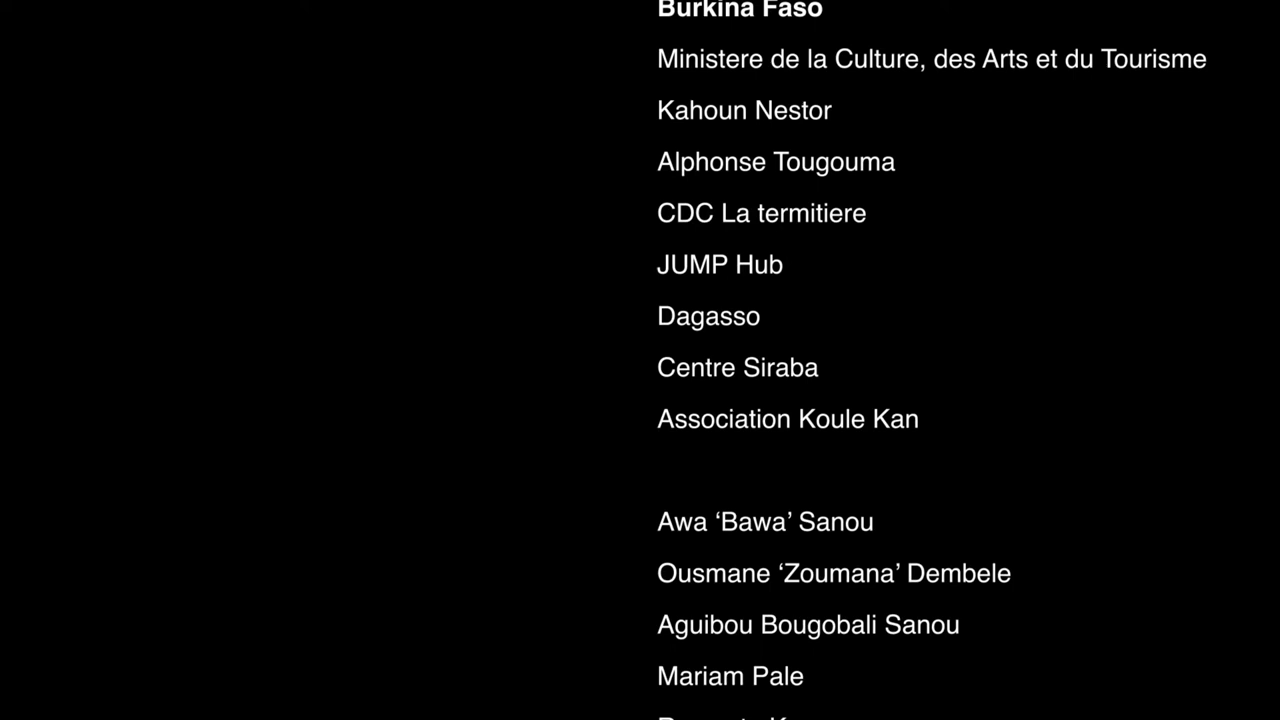 Burkina Faso
Ministere de la Culture, des Arts et du Tourisme
Kahoun Nestor
Alphonse Tougouma
CDC La termitiere
JUMP Hub
Dagasso
Centre Siraba
Association Koule Kan
Awa ‘Bawa’ Sanou
Ousmane ‘Zoumana’ Dembele
Aguibou Bougobali Sanou
Mariam Pale